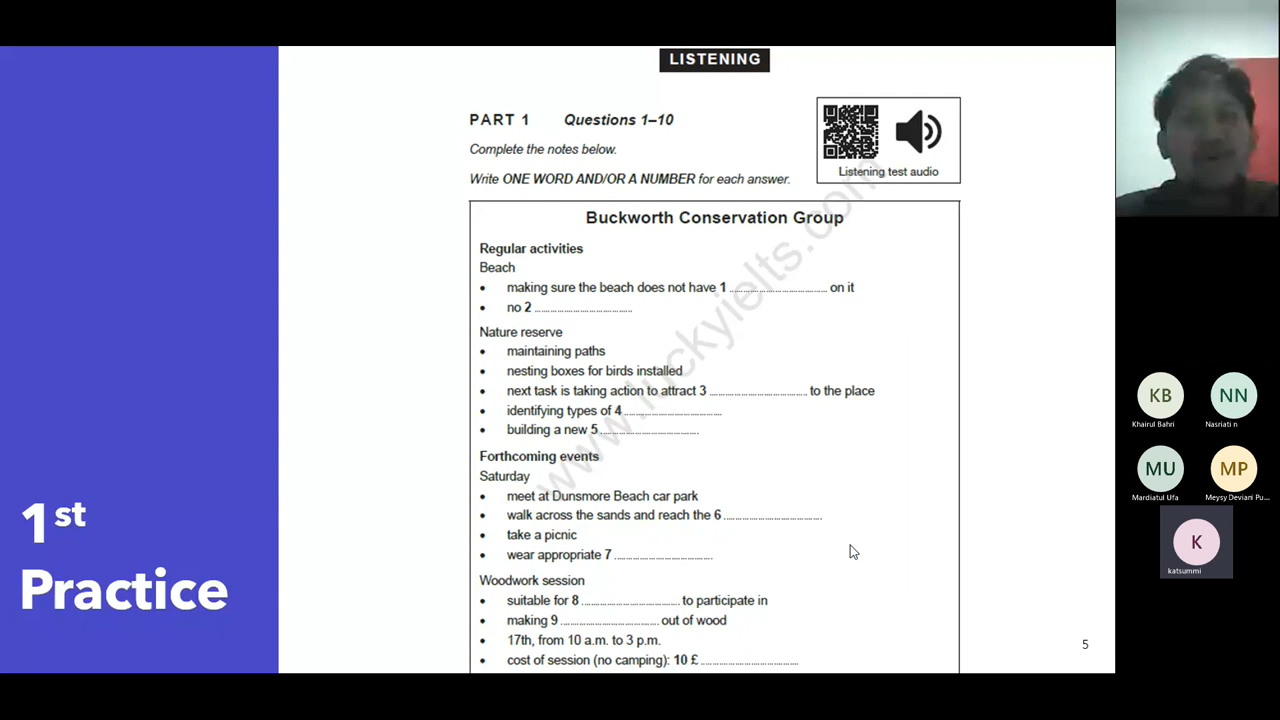 LISTENING
PART 1 Questions 1–10
Complete the notes below.
Write ONE WORD AND/OR A NUMBER for each answer.
Listening test audio
Buckworth Conservation Group
Regular activities
Beach
• making sure the beach does not have 1 .................................. on it
• no 2 ..................................
Nature reserve
• maintaining paths
• nesting boxes for birds installed
• next task is taking action to attract 3 .................................. to the place
• identifying types of 4 ..................................
• building a new 5 ..................................
Forthcoming events
Saturday
• meet at Dunsmore Beach car park
• walk across the sands and reach the 6 ..................................
• take a picnic
• wear appropriate 7 ..................................
Woodwork session
• suitable for 8 .................................. to participate in
• making 9 .................................. out of wood
• 17th, from 10 a.m. to 3 p.m.
• cost of session (no camping): 10 £ ..................................
www.luckyielts.com
1st
Practice
5
KB
Khairul Bahri
NN
Nasriati n
MU
Mardiatul Ufa
MP
Meysy Deviani Pu...
K
katsummi